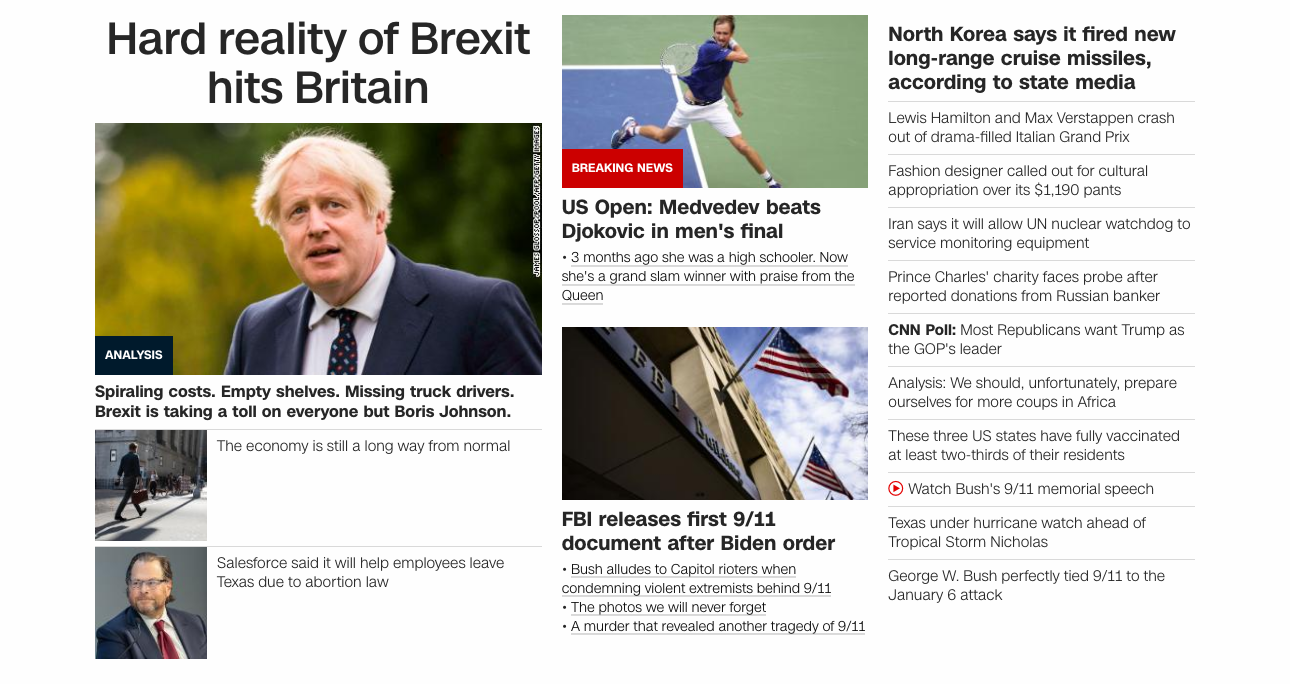 Hard reality of Brexit
hits Britain
JAMES GLOSSOP/POOL/AFP/GETTY IMAGES
ANALYSIS
Spiraling costs. Empty shelves. Missing truck drivers.
Brexit is taking a toll on everyone but Boris Johnson.
The economy is still a long way from normal
Salesforce said it will help employees leave
Texas due to abortion law
BREAKING NEWS
US Open: Medvedev beats
Djokovic in men's final
• 3 months ago she was a high schooler. Now
she's a grand slam winner with praise from the
Queen
FBI
Building
FBI releases first 9/11
document after Biden order
• Bush alludes to Capitol rioters when
condemning violent extremists behind 9/11
• The photos we will never forget
• A murder that revealed another tragedy of 9/11
North Korea says it fired new
long-range cruise missiles,
according to state media
Lewis Hamilton and Max Verstappen crash
out of drama-filled Italian Grand Prix
Fashion designer called out for cultural
appropriation over its $1,190 pants
Iran says it will allow UN nuclear watchdog to
service monitoring equipment
Prince Charles' charity faces probe after
reported donations from Russian banker
CNN Poll: Most Republicans want Trump as
the GOP's leader
Analysis: We should, unfortunately, prepare
ourselves for more coups in Africa
These three US states have fully vaccinated
at least two-thirds of their residents
Watch Bush's 9/11 memorial speech
Texas under hurricane watch ahead of
Tropical Storm Nicholas
George W. Bush perfectly tied 9/11 to the
January 6 attack